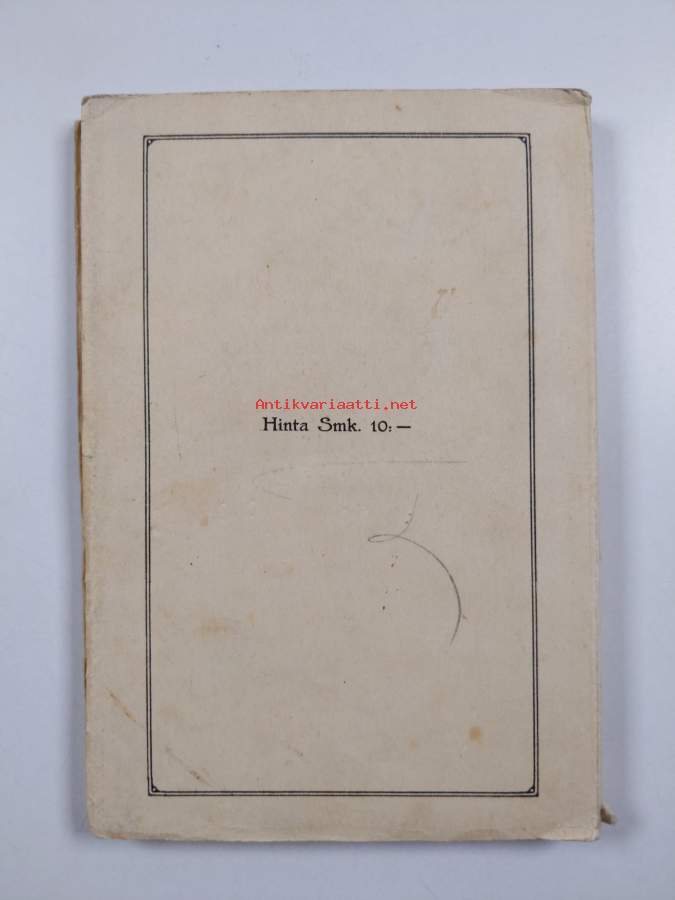 Antikvariaatti.net
Hinta Smk. 10: —